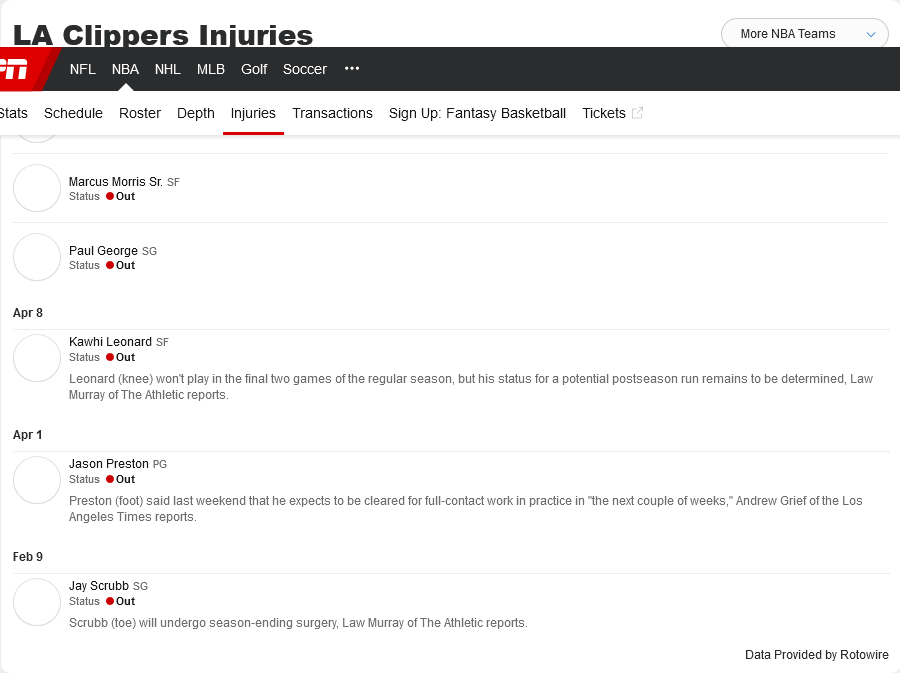 LA Clippers Injuries
More NBA Teams
NFL NBA NHL MLB Golf Soccer •••
Stats Schedule Roster Depth Injuries Transactions Sign Up: Fantasy Basketball Tickets
Marcus Morris Sr. SF
Status Out
Paul George SG
Status Out
Apr 8
Kawhi Leonard SF
Status Out
Leonard (knee) won't play in the final two games of the regular season, but his status for a potential postseason run remains to be determined, Law
Murray of The Athletic reports.
Apr 1
Jason Preston PG
Status Out
Preston (foot) said last weekend that he expects to be cleared for full-contact work in practice in "the next couple of weeks," Andrew Grief of the Los
Angeles Times reports.
Feb 9
Jay Scrubb SG
Status Out
Scrubb (toe) will undergo season-ending surgery, Law Murray of The Athletic reports.
Data Provided by Rotowire